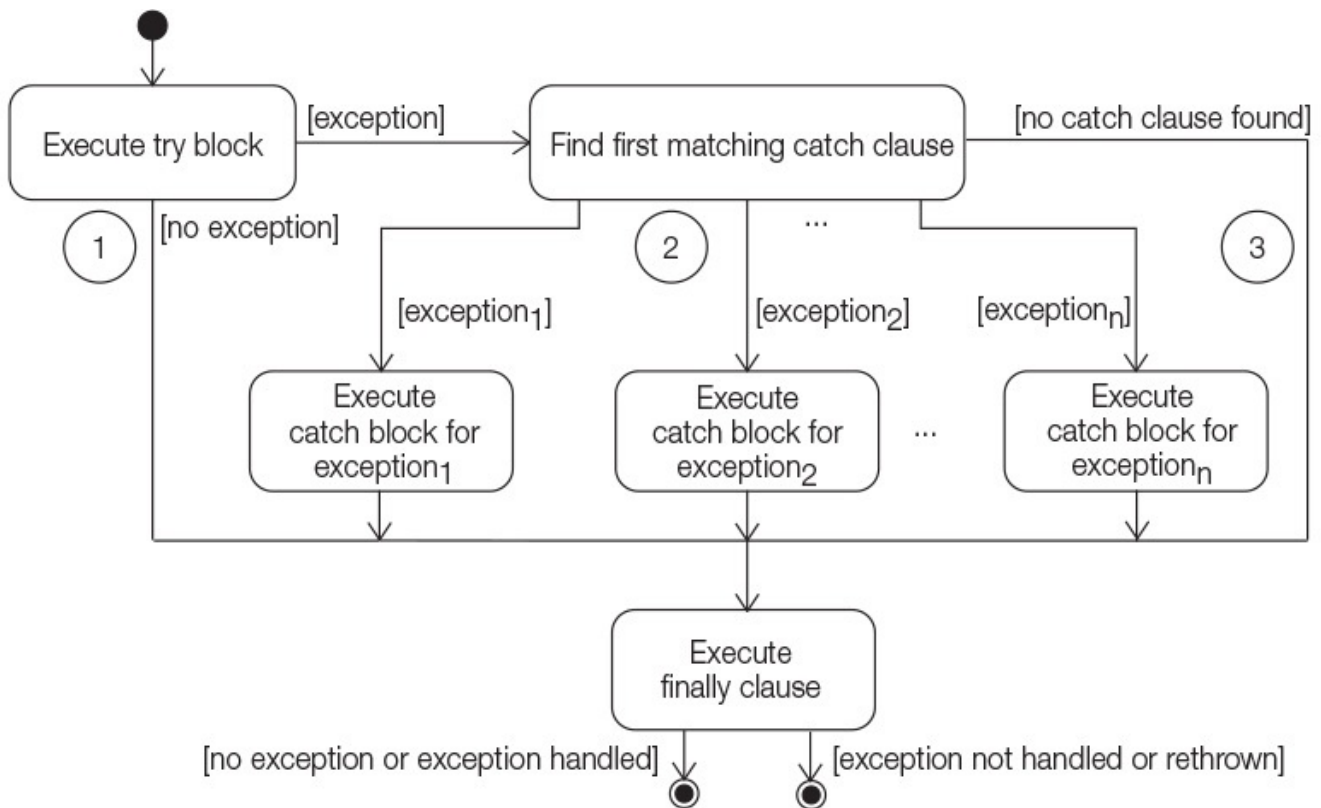 [exception]
[no catch clause found]
Execute try block
Find first matching catch clause
1
[no exception]
2
...
3
[exception1]
[exception2]
[exceptionn]
Execute
catch block for
exception1
Execute
catch block for
exception2
...
Execute
catch block for
exceptionn
Execute
finally clause
[no exception or exception handled]
[exception not handled or rethrown]